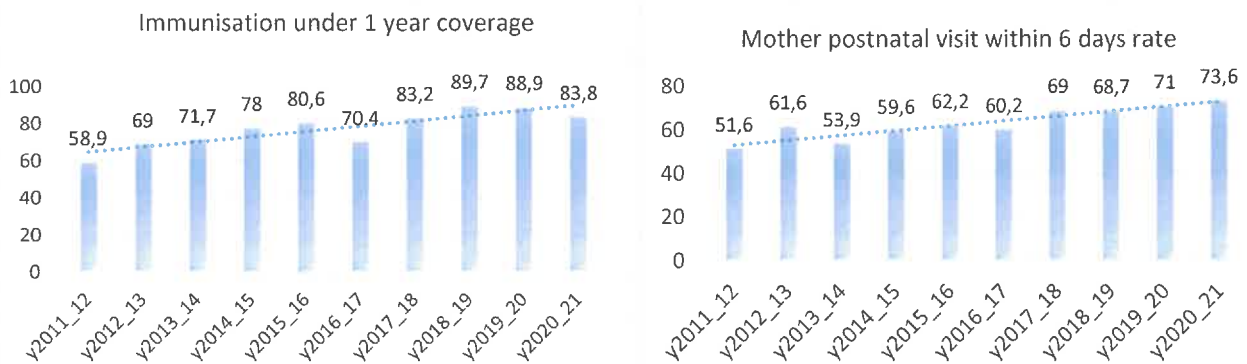 Immunisation under 1 year coverage
100
80
60
40
20
0
58,9
69
71,7
78
80,6
70,4
83,2
89,7
88,9
83,8
y2011_12
y2012_13
y2013_14
y2014_15
y2015_16
y2016_17
y2017_18
y2018_19
y2019_20
y2020_21
Mother postnatal visit within 6 days rate
80
60
40
20
0
51,6
61,6
53,9
59,6
62,2
60,2
69
68,7
71
73,6
y2011_12
y2012_13
y2013_14
y2014_15
y2015_16
y2016_17
y2017_18
y2018_19
y2019_20
y2020_21